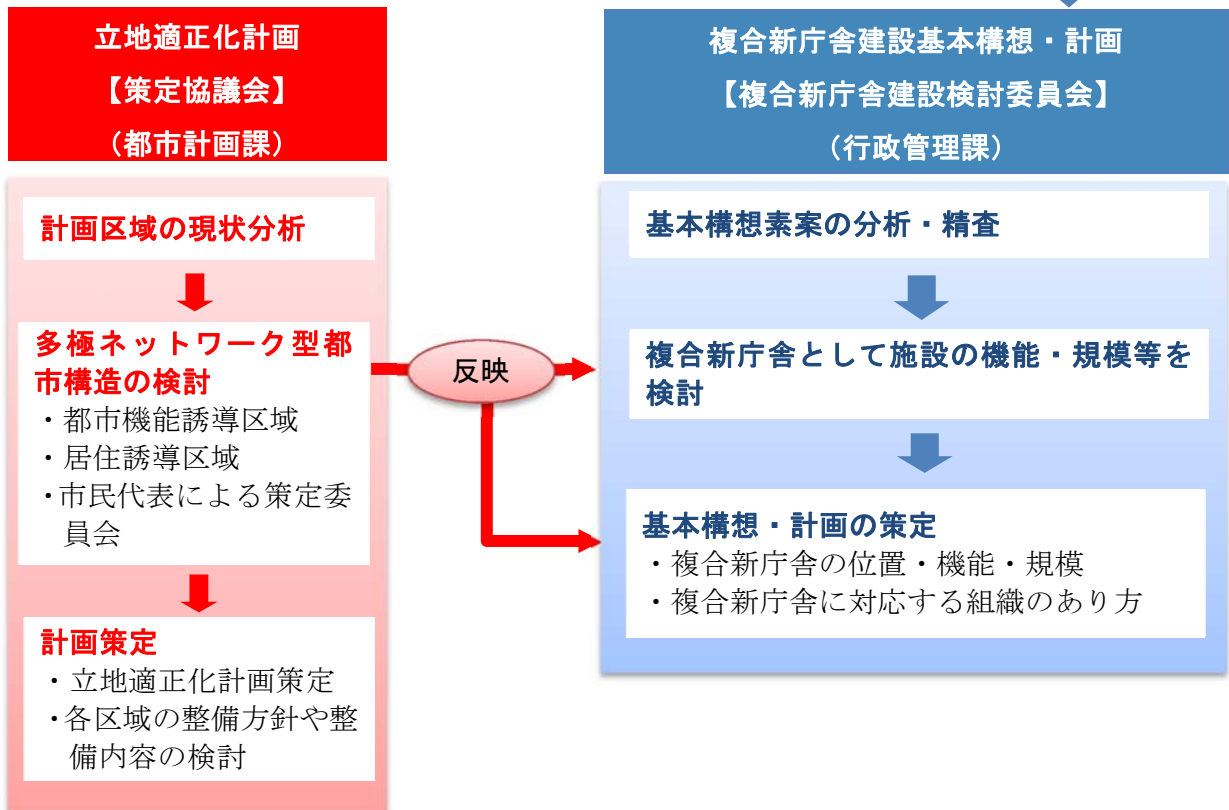 立地適正化計画
【策定協議会】
（都市計画課）
計画区域の現状分析
多極ネットワーク型都
市構造の検討
・都市機能誘導区域
・居住誘導区域
・市民代表による策定委
員会
計画策定
・立地適正化計画策定
・各区域の整備方針や整
備内容の検討
反映
複合新庁舎建設基本構想・計画
【複合新庁舎建設検討委員会】
（行政管理課）
基本構想素案の分析・精査
複合新庁舎として施設の機能・規模等を
検討
基本構想・計画の策定
・複合新庁舎の位置・機能・規模
・複合新庁舎に対応する組織のあり方